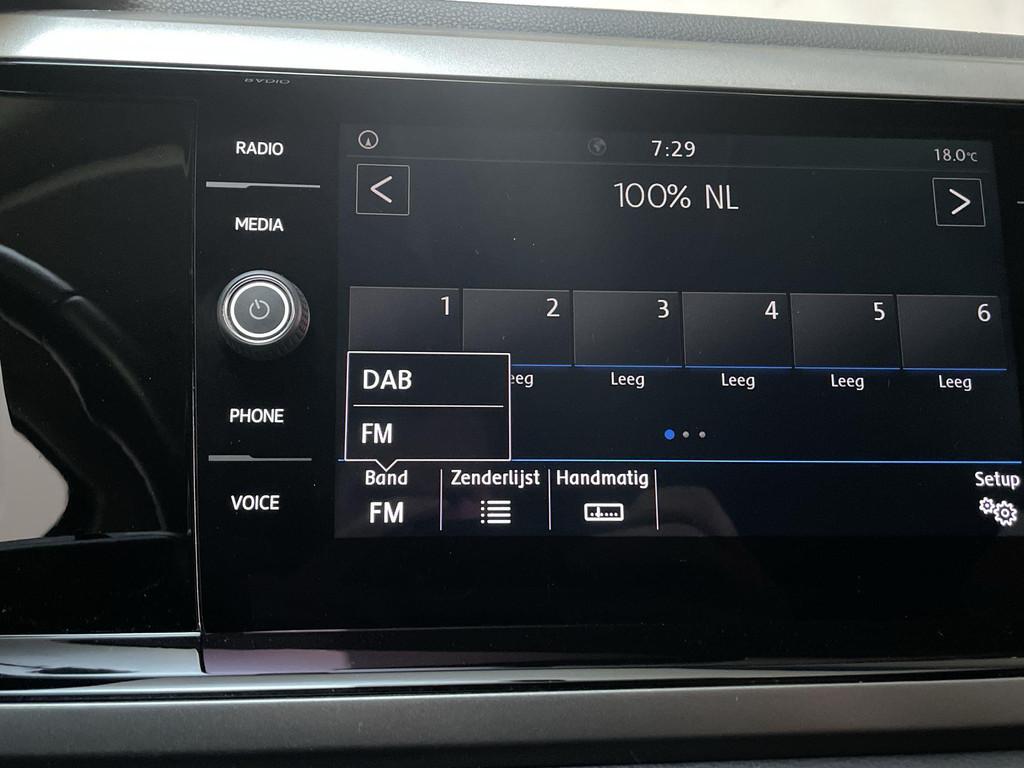 RADIO
RADIO
MEDIA
PHONE
VOICE
7:29
18.0°C
<
100% NL
>
1 2 3 4 5 6
eeg Leeg Leeg Leeg Leeg
DAB
FM
Band Zenderlijst Handmatig Setup
FM